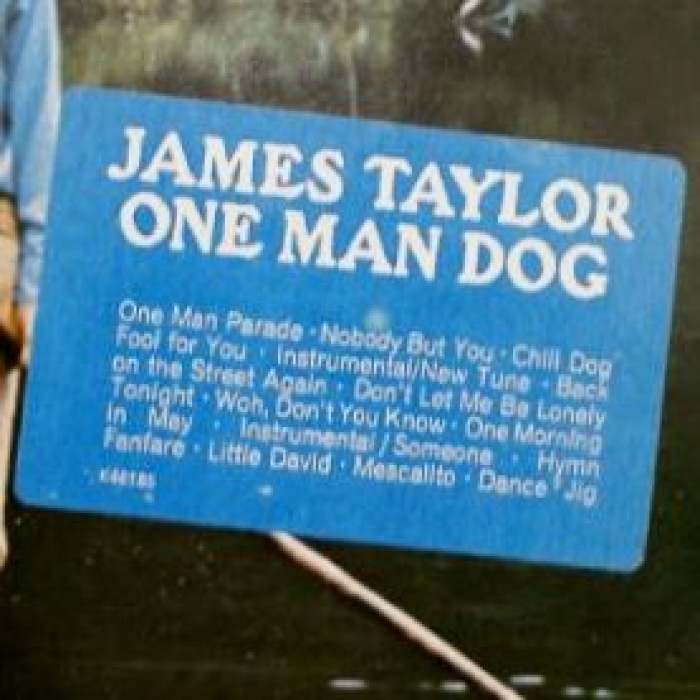 JAMES TAYLOR
ONE MAN DOG
One Man Parade · Nobody But You · Chili Dog
Fool for You · Instrumental/New Tune · Back
on the Street Again · Don't Let Me Be Lonely
Tonight · Woh, Don't You Know · One Morning
In May · Instrumental/Someone · Hymn
Fanfare · Little David · Mescalito · Dance · Jig